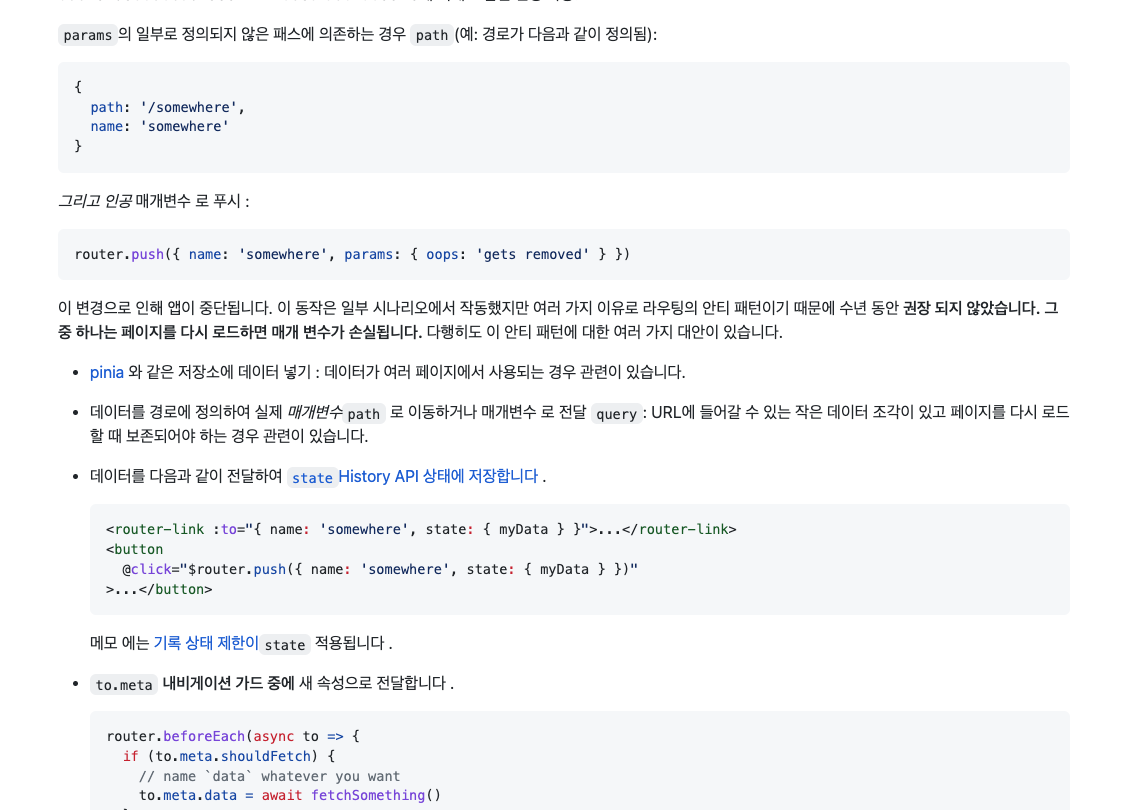 params의 일부로 정의되지 않은 패스에 의존하는 경우 path (예: 경로가 다음과 같이 정의됨):
{
  path: '/somewhere',
  name: 'somewhere'
}
그리고 인공 매개변수 로 푸시 :
router.push({ name: 'somewhere', params: { oops: 'gets removed' } })
이 변경으로 인해 앱이 중단됩니다. 이 동작은 일부 시나리오에서 작동했지만 여러 가지 이유로 라우팅의 안티 패턴이기 때문에 수년 동안 권장 되지 않았습니다. 그
중 하나는 페이지를 다시 로드하면 매개 변수가 손실됩니다. 다행히도 이 안티 패턴에 대한 여러 가지 대안이 있습니다.
• pinia 와 같은 저장소에 데이터 넣기 : 데이터가 여러 페이지에서 사용되는 경우 관련이 있습니다.
• 데이터를 경로에 정의하여 실제 매개변수 path 로 이동하거나 매개변수 로 전달 query : URL에 들어갈 수 있는 작은 데이터 조각이 있고 페이지를 다시 로드
할 때 보존되어야 하는 경우 관련이 있습니다.
• 데이터를 다음과 같이 전달하여 state History API 상태에 저장합니다 .
<router-link :to="{ name: 'somewhere', state: { myData } }">...</router-link>
<button
  @click="$router.push({ name: 'somewhere', state: { myData } })"
>...</button>
메모 에는 기록 상태 제한이 state 적용됩니다 .
• to.meta 내비게이션 가드 중에 새 속성으로 전달합니다 .
router.beforeEach(async to => {
  if (to.meta.shouldFetch) {
    // name `data` whatever you want
    to.meta.data = await fetchSomething()